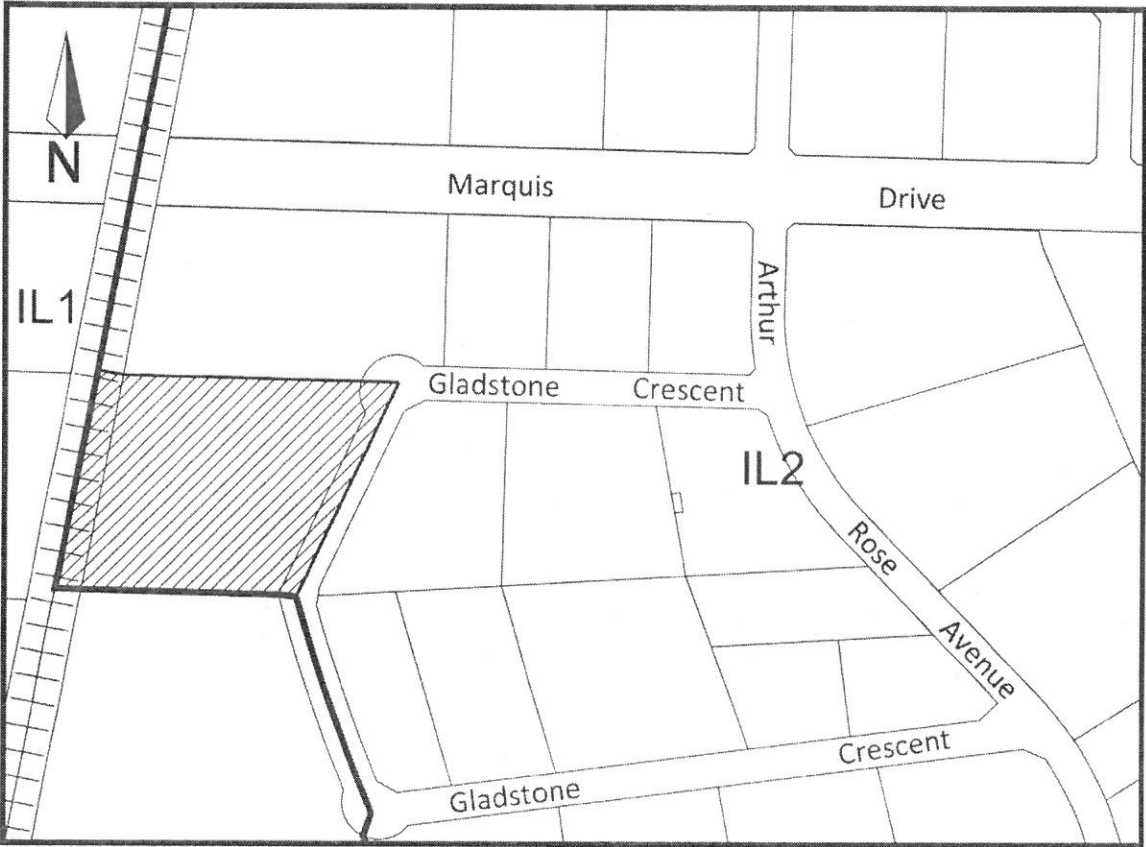 N
Marquis Drive
IL1
Arthur
Gladstone Crescent
IL2
Rose
Avenue
Crescent
Gladstone